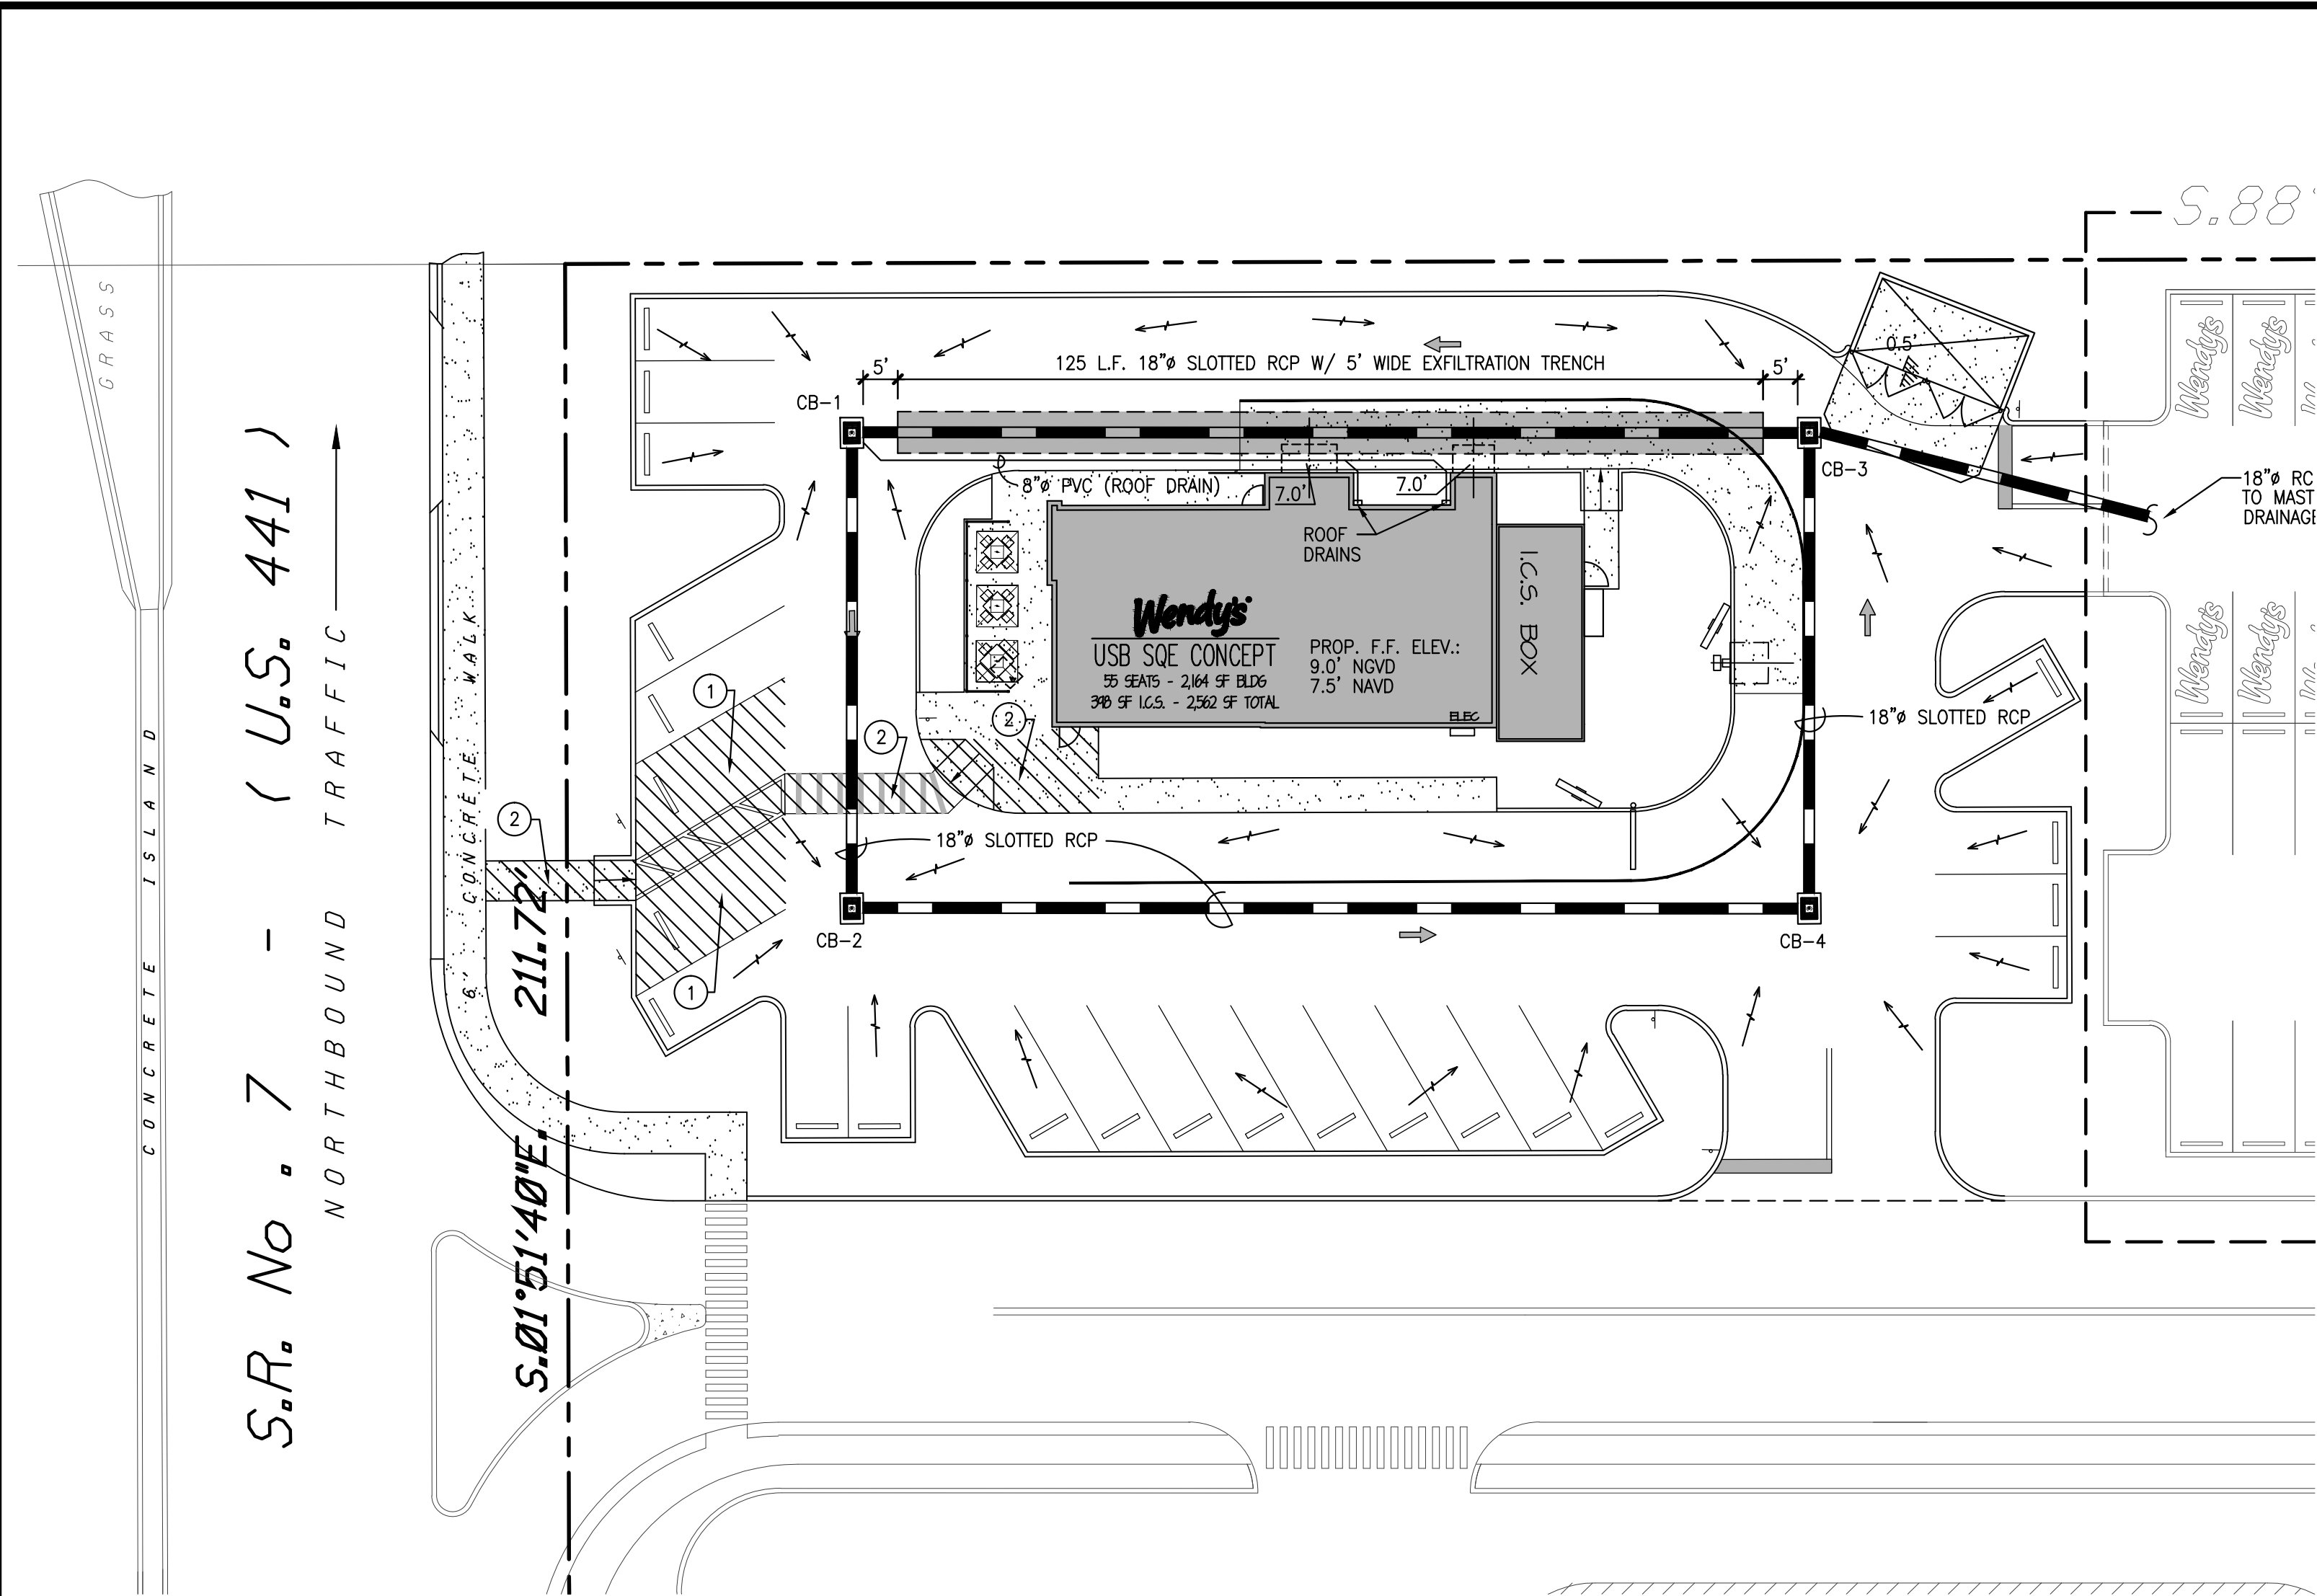 S.88°
GRASS
CONCRETE ISLAND
S.R. No. 7 - ( U.S. 441 )
NORTHBOUND TRAFFIC
6' CONCRETE WALK
S.01°51'40"E. 211.72'
5'
125 L.F. 18"ø SLOTTED RCP W/ 5' WIDE EXFILTRATION TRENCH
5'
0.5'
CB-1
CB-3
8"ø PVC (ROOF DRAIN)
7.0'
7.0'
ROOF
DRAINS
18"ø RC
TO MAST
DRAINAGE
Wendy's
USB SQE CONCEPT
55 SEATS - 2,164 SF BLDG
398 SF I.C.S. - 2,562 SF TOTAL
PROP. F.F. ELEV.:
9.0' NGVD
7.5' NAVD
ELEC
I.C.S. BOX
Wendy's
Wendy's
Wendy's
Wendy's
1
2
2
2
1
18"ø SLOTTED RCP
18"ø SLOTTED RCP
CB-2
CB-4